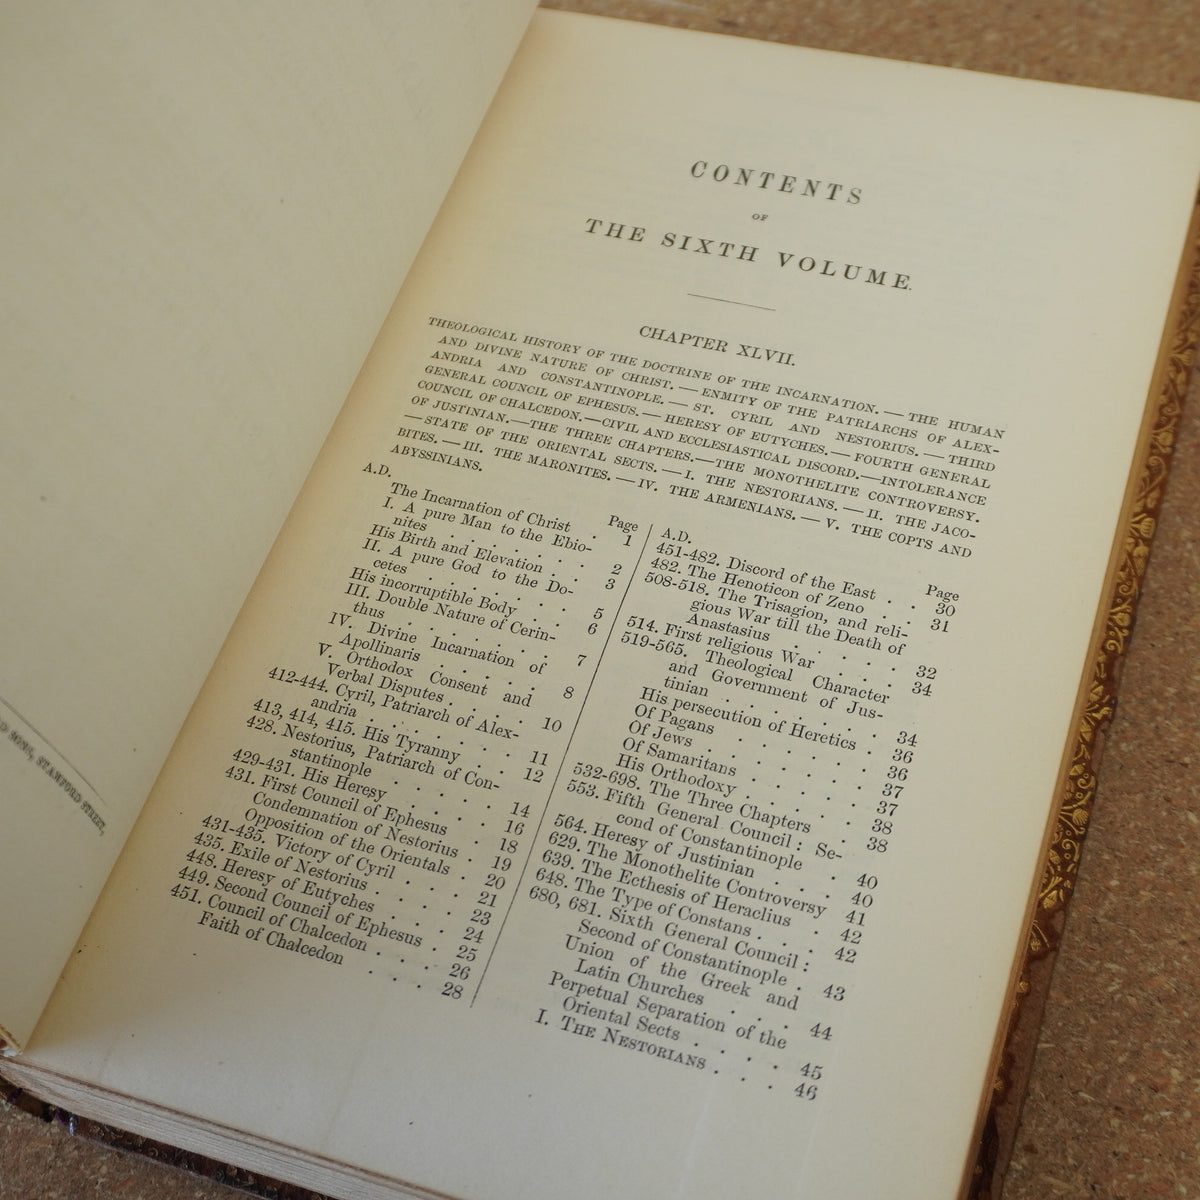 D SONS, STAMFORD STREET,
CONTENTS
OF
THE SIXTH VOLUME.
CHAPTER XLVII.
THEOLOGICAL HISTORY OF THE DOCTRINE OF THE INCARNATION. — THE HUMAN
AND DIVINE NATURE OF CHRIST. — ENMITY OF THE PATRIARCHS OF ALEX-
ANDRIA AND CONSTANTINOPLE. — ST. CYRIL AND NESTORIUS. — THIRD
GENERAL COUNCIL OF EPHESUS. — HERESY OF EUTYCHES. — FOURTH GENERAL
COUNCIL OF CHALCEDON.—CIVIL AND ECCLESIASTICAL DISCORD.—INTOLERANCE
OF JUSTINIAN.—THE THREE CHAPTERS.—THE MONOTHELITE CONTROVERSY.
— STATE OF THE ORIENTAL SECTS. — I. THE NESTORIANS. — II. THE JACO-
BITES. — III. THE MARONITES. — IV. THE ARMENIANS. — V. THE COPTS AND
ABYSSINIANS.
A.D. Page
The Incarnation of Christ . 1
I. A pure Man to the Ebio-
nites . . . . . . . 2
His Birth and Elevation . . 3
II. A pure God to the Do-
cetes . . . . . . . 5
His incorruptible Body . . . 6
III. Double Nature of Cerin-
thus . . . . . . . 7
IV. Divine Incarnation of
Apollinaris . . . . . 8
V. Orthodox Consent and
Verbal Disputes . . . . . 10
412-444. Cyril, Patriarch of Alex-
andria . . . . . . . 11
413, 414, 415. His Tyranny . . 12
428. Nestorius, Patriarch of Con-
stantinople . . . . . 14
429-431. His Heresy . . . . 16
431. First Council of Ephesus . 18
Condemnation of Nestorius . 19
Opposition of the Orientals . 20
431-435. Victory of Cyril . . . 21
435. Exile of Nestorius . . . . 23
448. Heresy of Eutyches . . . 24
449. Second Council of Ephesus . 25
451. Council of Chalcedon . . . 26
Faith of Chalcedon . . . 28
A.D. Page
451-482. Discord of the East . . 30
482. The Henoticon of Zeno . . 31
508-518. The Trisagion, and reli-
gious War till the Death of
Anastasius . . . . . 32
514. First religious War . . . . 34
519-565. Theological Character
and Government of Jus-
tinian . . . . . . . 34
His persecution of Heretics . 36
Of Pagans . . . . . . 36
Of Jews . . . . . . . 37
Of Samaritans . . . . . 37
His Orthodoxy . . . . . 38
532-698. The Three Chapters . 38
553. Fifth General Council: Se-
cond of Constantinople . 40
564. Heresy of Justinian . . . 40
629. The Monothelite Controversy 41
639. The Ecthesis of Heraclius . 42
648. The Type of Constans . . . 42
680, 681. Sixth General Council:
Second of Constantinople . 43
Union of the Greek and
Latin Churches . . . . 44
Perpetual Separation of the
Oriental Sects . . . . . 45
I. THE NESTORIANS . . . 46